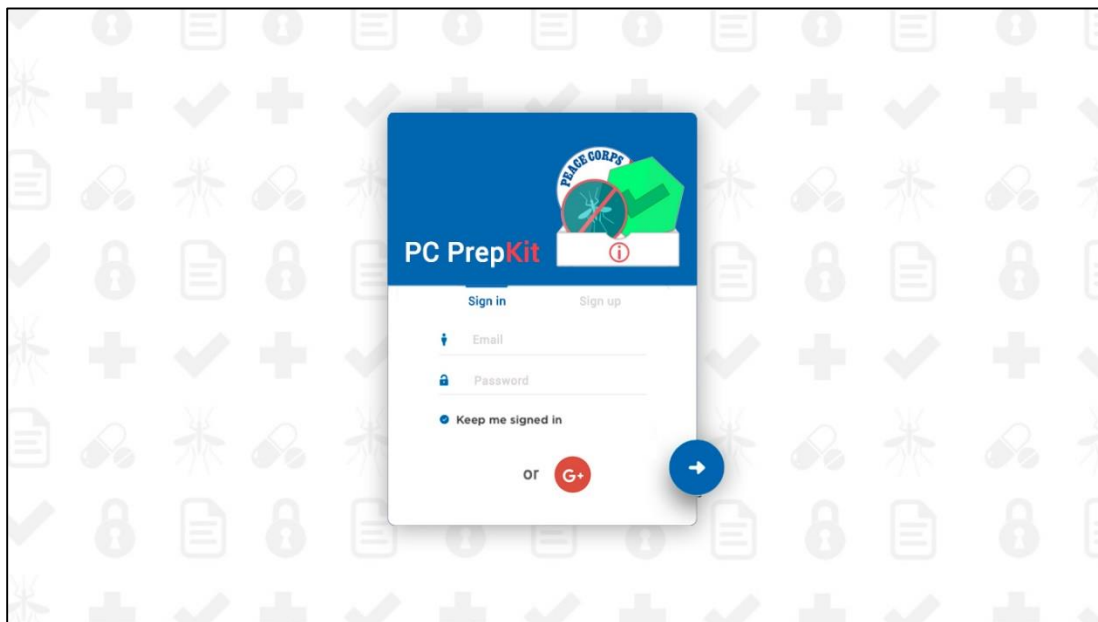 PEACE CORPS
PC PrepKit
Sign in
Sign up
Email
Password
Keep me signed in
or
G+